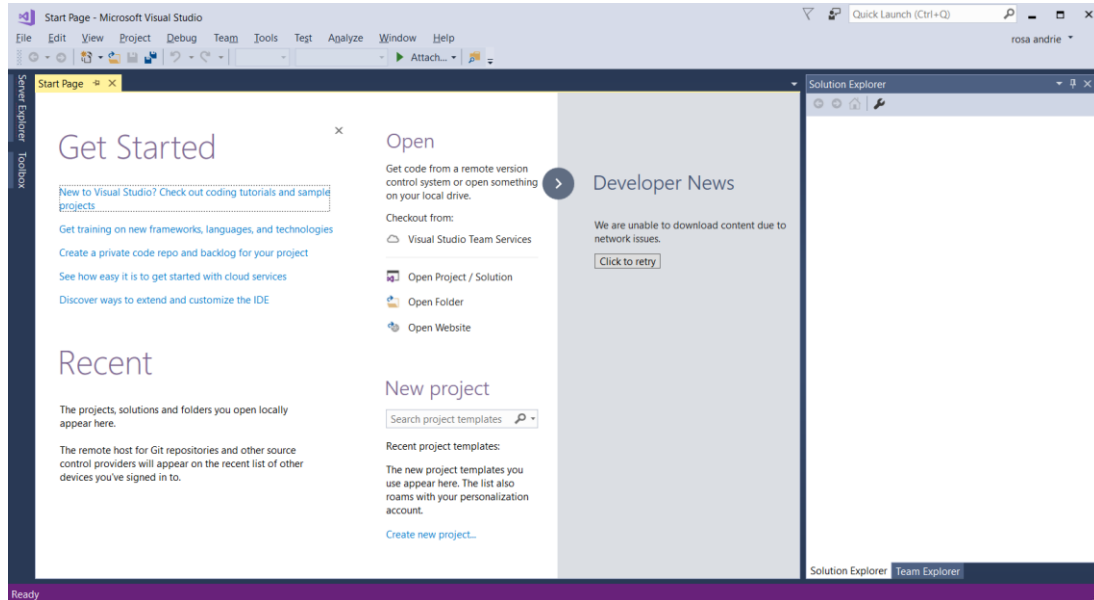 Start Page - Microsoft Visual Studio
Quick Launch (Ctrl+Q)
File Edit View Project Debug Team Tools Test Analyze Window Help
rosa andrie
Attach...
Server Explorer
Toolbox
Start Page
Get Started
New to Visual Studio? Check out coding tutorials and sample
projects
Get training on new frameworks, languages, and technologies
Create a private code repo and backlog for your project
See how easy it is to get started with cloud services
Discover ways to extend and customize the IDE
Recent
The projects, solutions and folders you open locally
appear here.
The remote host for Git repositories and other source
control providers will appear on the recent list of other
devices you've signed in to.
Open
Get code from a remote version
control system or open something
on your local drive.
Checkout from:
Visual Studio Team Services
Open Project / Solution
Open Folder
Open Website
New project
Search project templates
Recent project templates:
The new project templates you
use appear here. The list also
roams with your personalization
account.
Create new project...
Developer News
We are unable to download content due to
network issues.
Click to retry
Solution Explorer
Solution Explorer Team Explorer
Ready